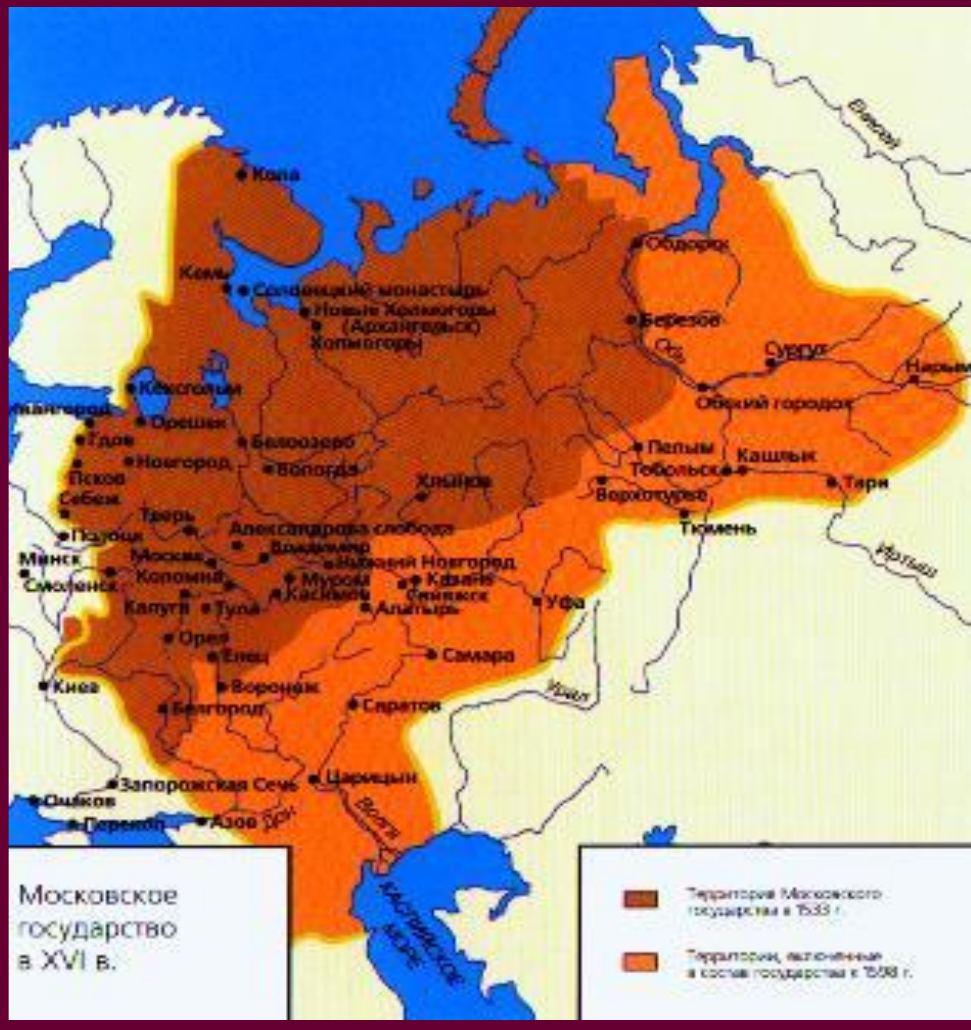 Енисей
Кола
Кемь
Соловецкий монастырь
Новые Холмогоры
(Архангельск)
Холмогоры
Обдорск
Березов
Обь
Сургут
Нарым
Обский городок
Кексгольм
Орешек
Гдов
Новгород
Псков
Себеж
Полоцк
Белоозеро
Вологда
Хлынов
Пелым
Тобольск
Кашлык
Верхотурье
Тара
Тюмень
Иртыш
Тверь
Александрова слобода
Москва
Владимир
Нижний Новгород
Минск
Смоленск
Коломна
Муром
Казань
Касимов
Свияжск
Калуга
Тула
Алатырь
Уфа
Орел
Елец
Самара
Киев
Воронеж
Белгород
Саратов
Урал
Запорожская Сечь
Царицын
Очаков
Перекоп
Азов
Дон
Волга
КАСПИЙСКОЕ
МОРЕ
Московское
государство
в XVI в.
Территория Московского
государства в 1533 г.
Территории, включенные
в состав государства к 1598 г.